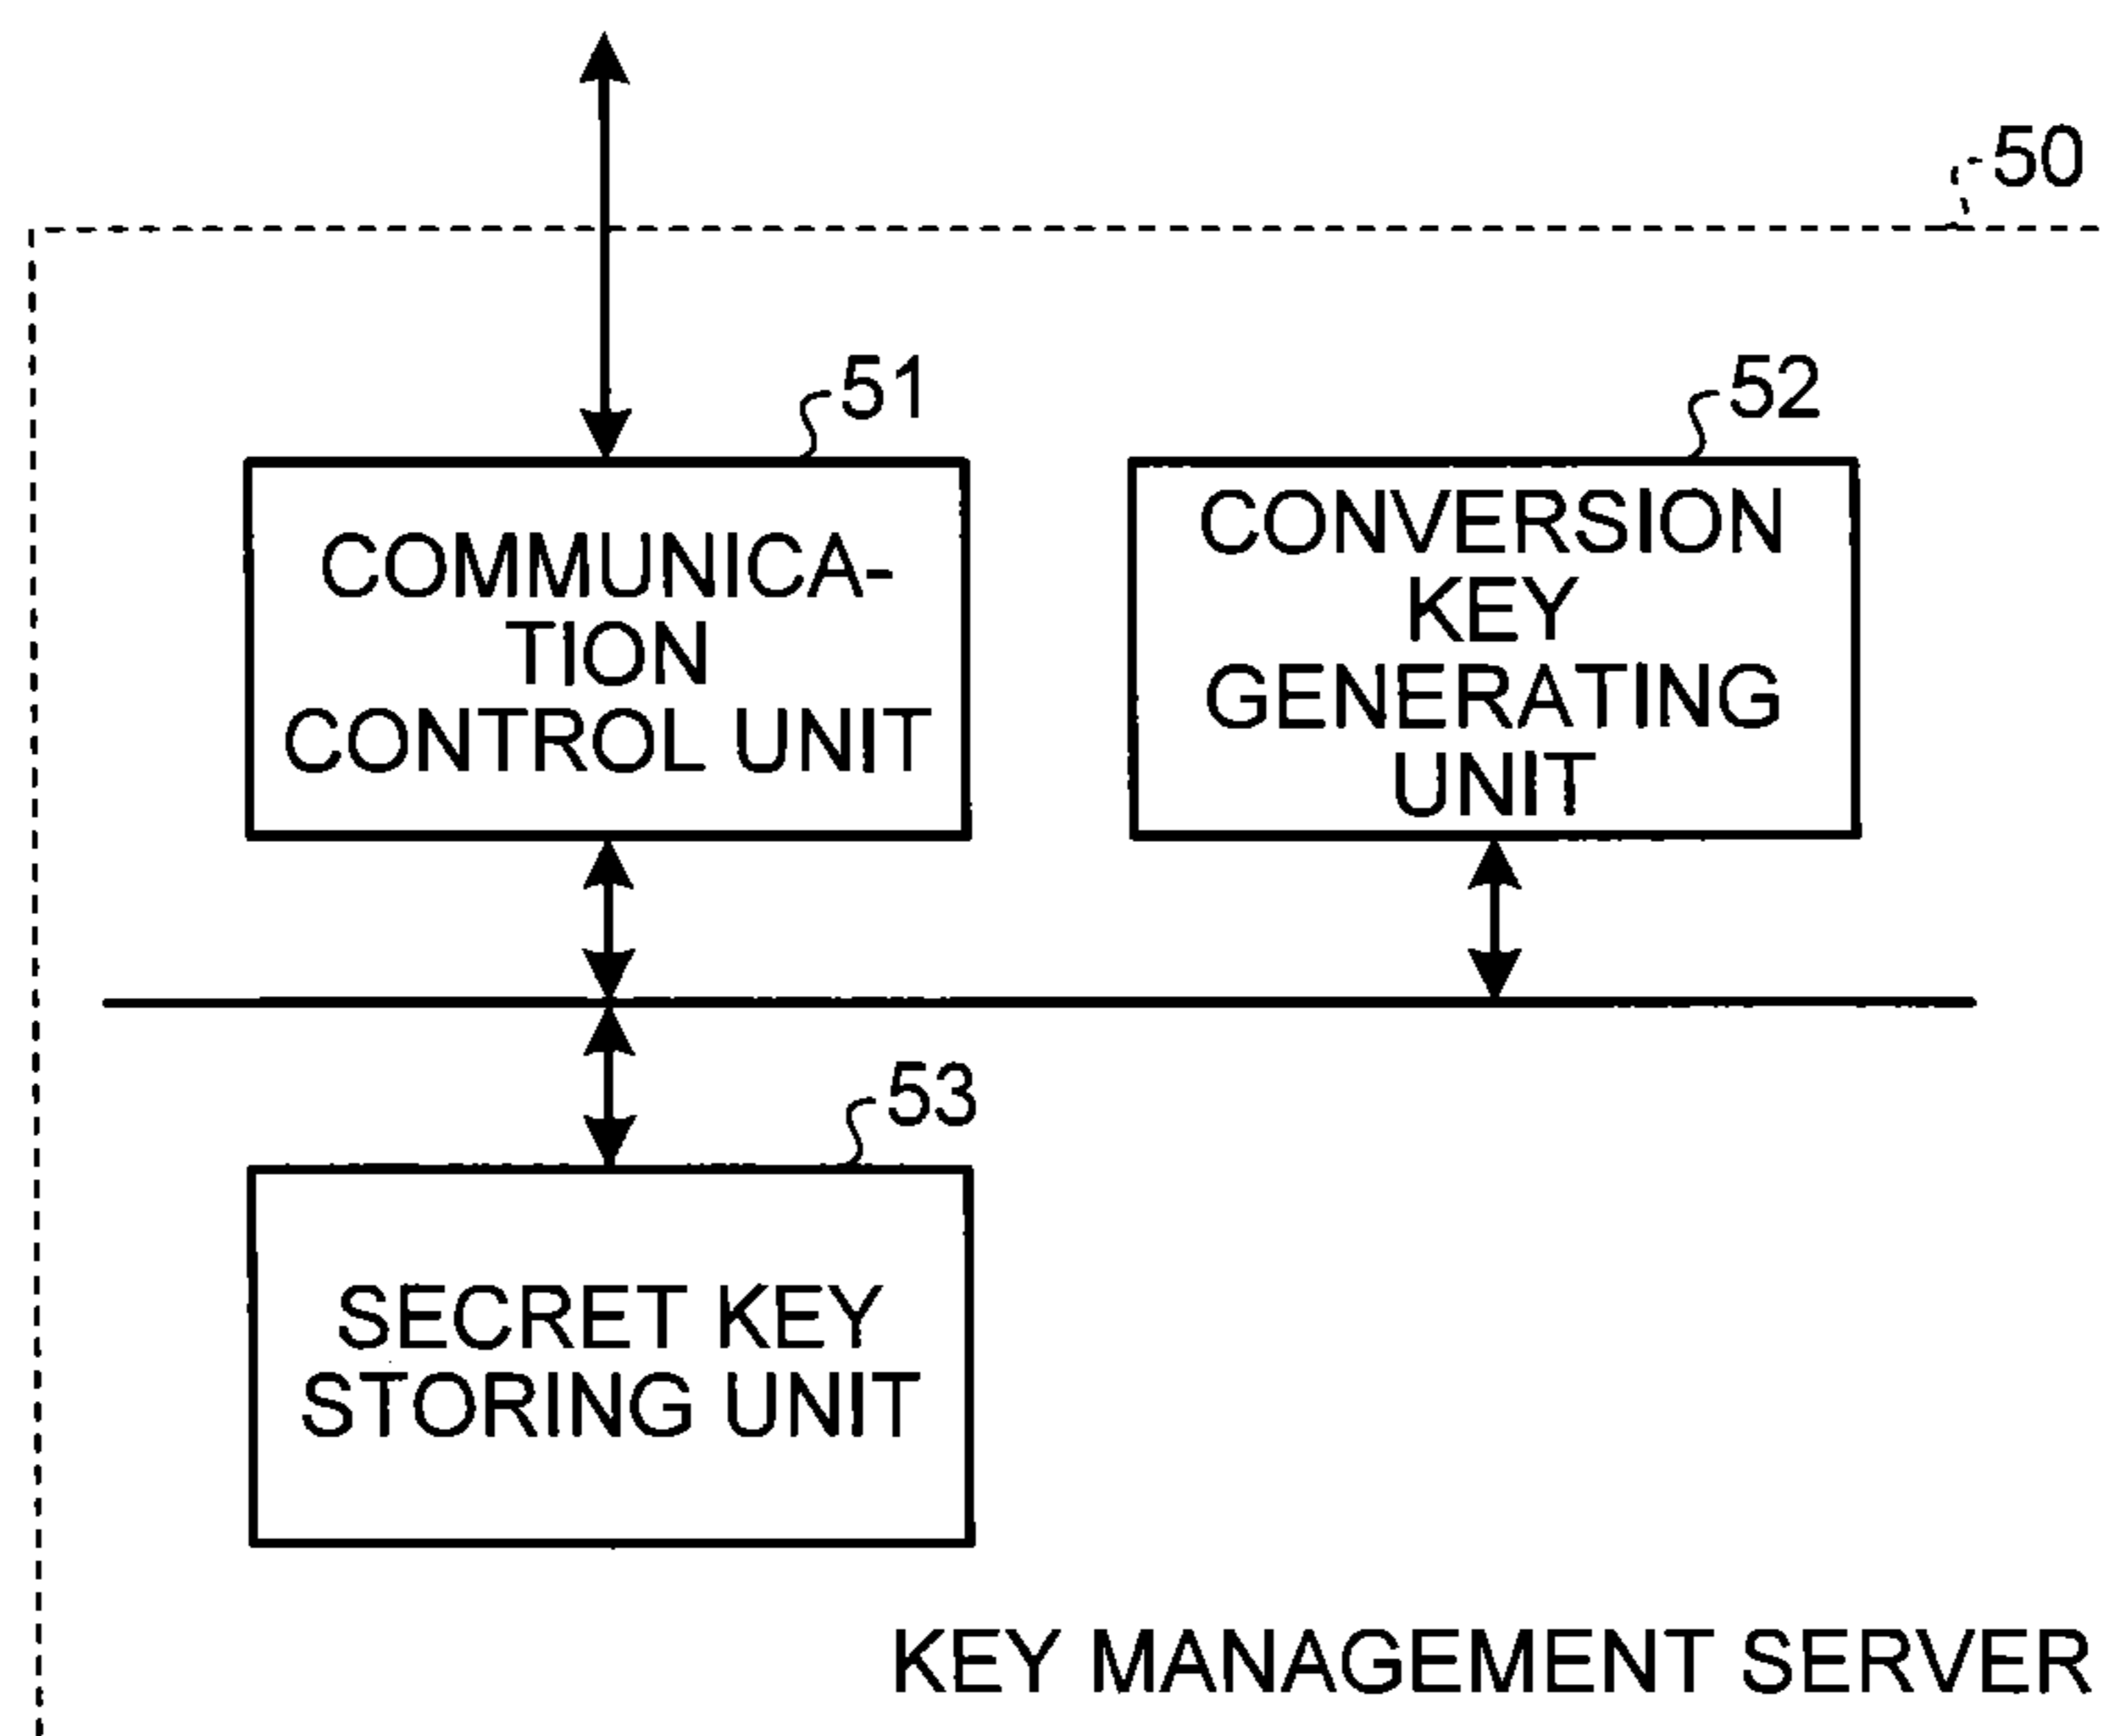 50
51
52
COMMUNICA-
TION
CONTROL UNIT
CONVERSION
KEY
GENERATING
UNIT
53
SECRET KEY
STORING UNIT
KEY MANAGEMENT SERVER